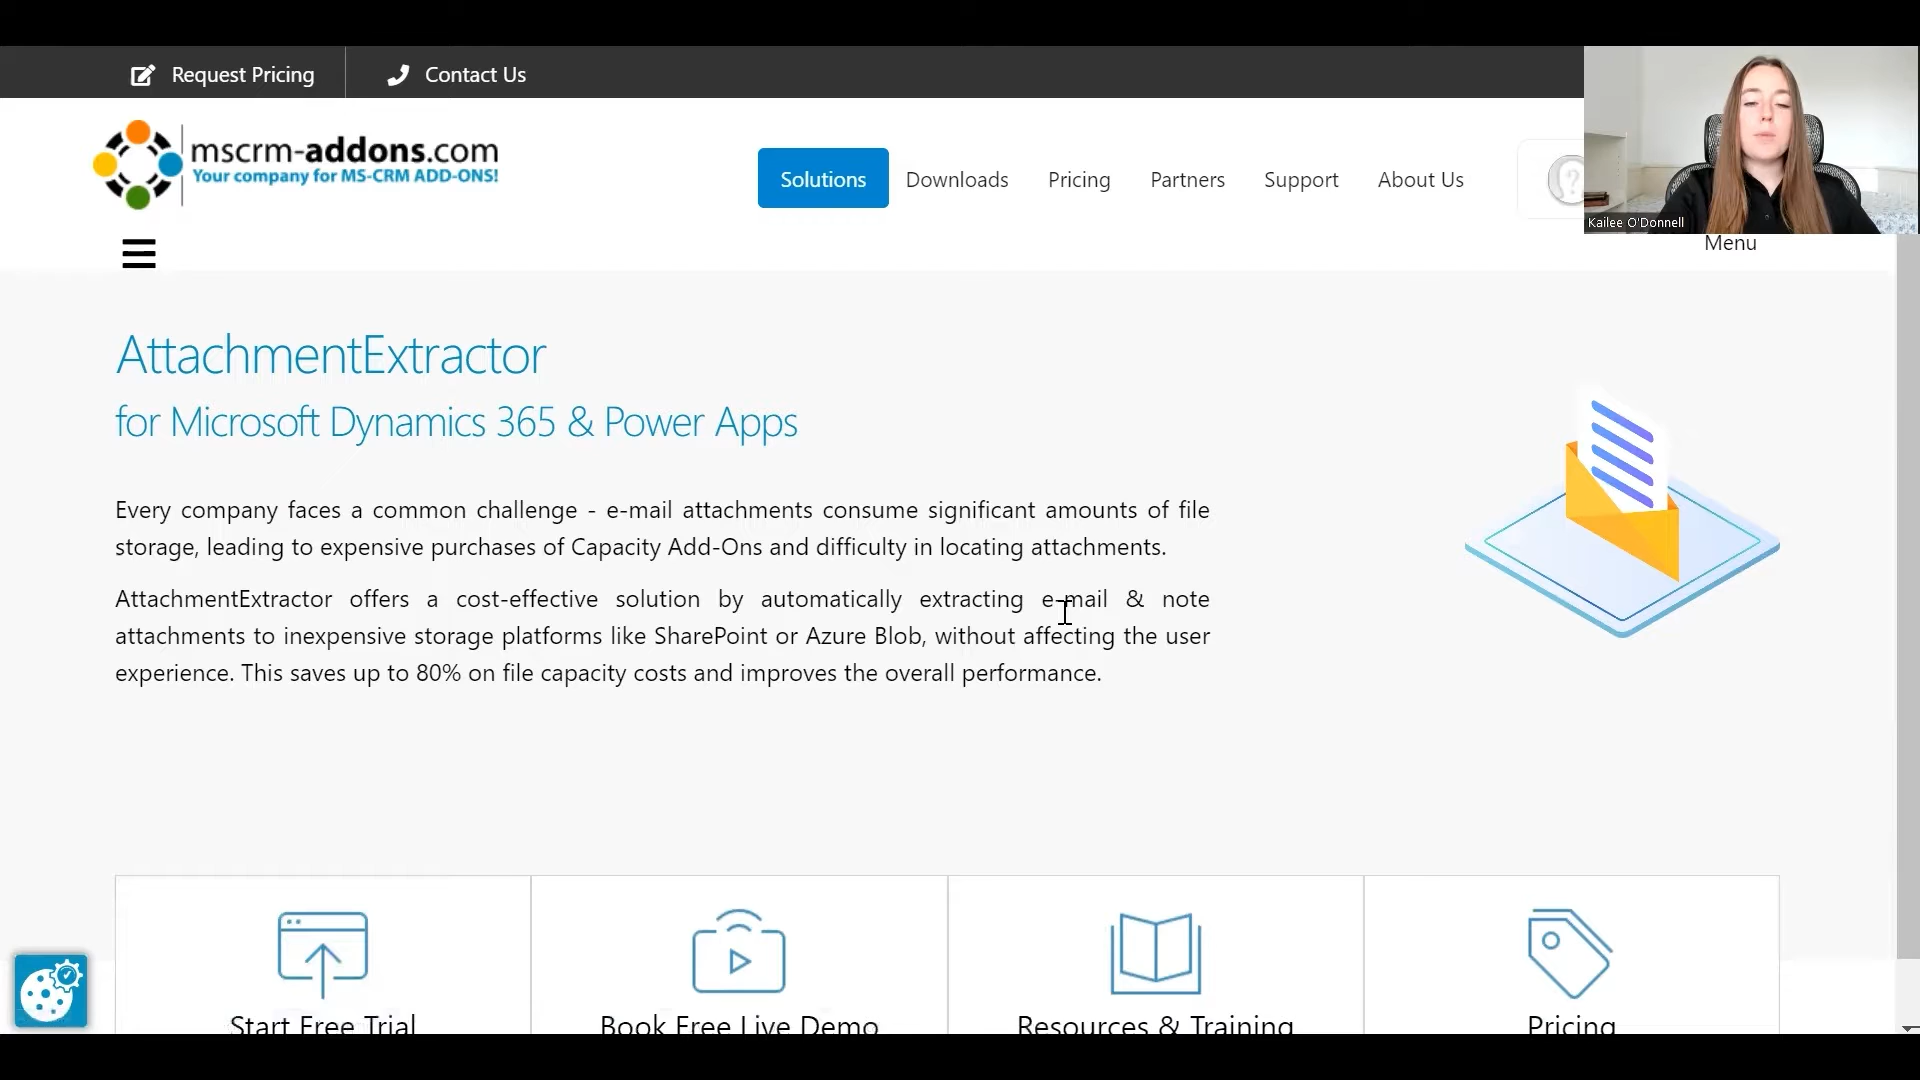 Request Pricing
Contact Us
mscrm-addons.com
Your company for MS-CRM ADD-ONS!
Solutions
Downloads
Pricing
Partners
Support
About Us
Kailee O'Donnell
Menu
AttachmentExtractor
for Microsoft Dynamics 365 & Power Apps
Every company faces a common challenge - e-mail attachments consume significant amounts of file
storage, leading to expensive purchases of Capacity Add-Ons and difficulty in locating attachments.
AttachmentExtractor offers a cost-effective solution by automatically extracting e-mail & note
attachments to inexpensive storage platforms like SharePoint or Azure Blob, without affecting the user
experience. This saves up to 80% on file capacity costs and improves the overall performance.
Start Free Trial
Book Free Live Demo
Resources & Training
Pricing